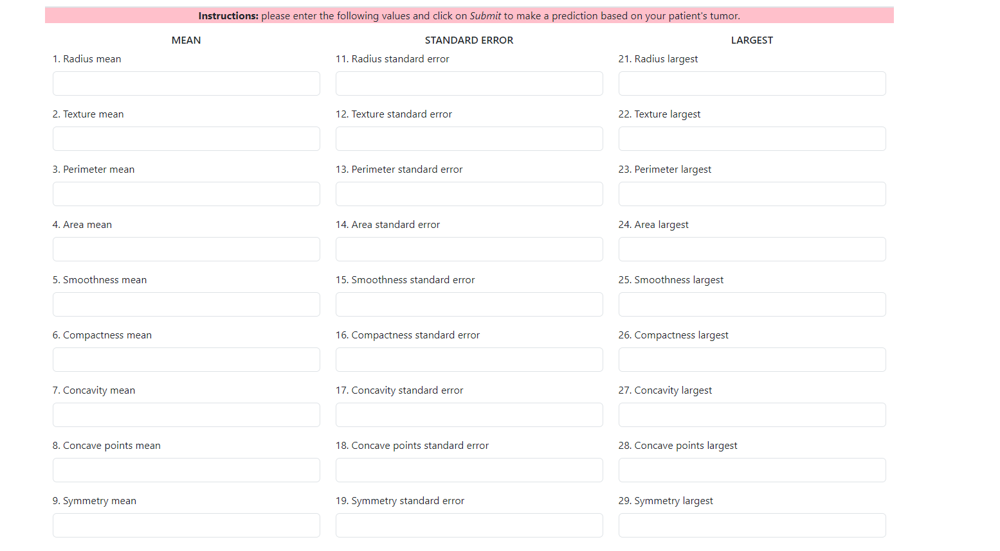 Instructions: please enter the following values and click on Submit to make a prediction based on your patient's tumor.
MEAN
1. Radius mean
2. Texture mean
3. Perimeter mean
4. Area mean
5. Smoothness mean
6. Compactness mean
7. Concavity mean
8. Concave points mean
9. Symmetry mean
STANDARD ERROR
11. Radius standard error
12. Texture standard error
13. Perimeter standard error
14. Area standard error
15. Smoothness standard error
16. Compactness standard error
17. Concavity standard error
18. Concave points standard error
19. Symmetry standard error
LARGEST
21. Radius largest
22. Texture largest
23. Perimeter largest
24. Area largest
25. Smoothness largest
26. Compactness largest
27. Concavity largest
28. Concave points largest
29. Symmetry largest